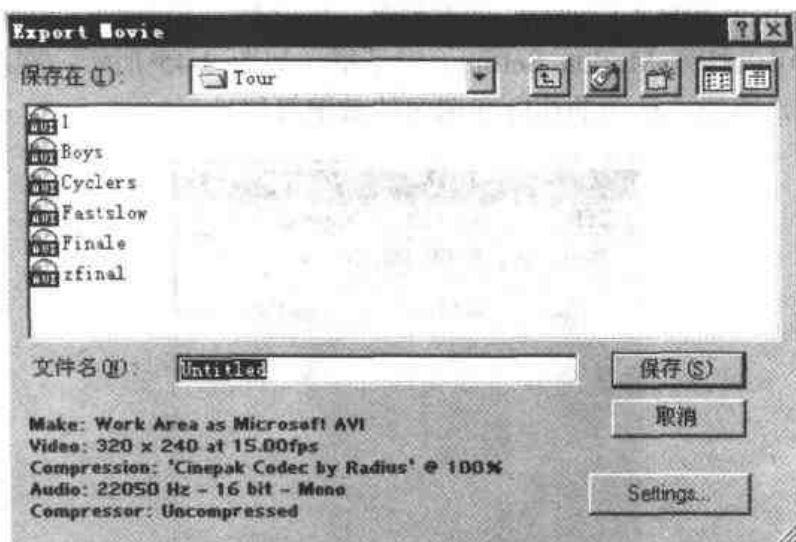 Export Movie
保存在(I):
Tour
1
Boys
Cyclers
Fastslow
Finale
zfinal
文件名(N):
Untitled
保存(S)
取消
Make: Work Area as Microsoft AVI
Video: 320 x 240 at 15.00fps
Compression: 'Cinepak Codec by Radius' @ 100%
Audio: 22050 Hz - 16 bit - Mono
Compressor: Uncompressed
Settings...